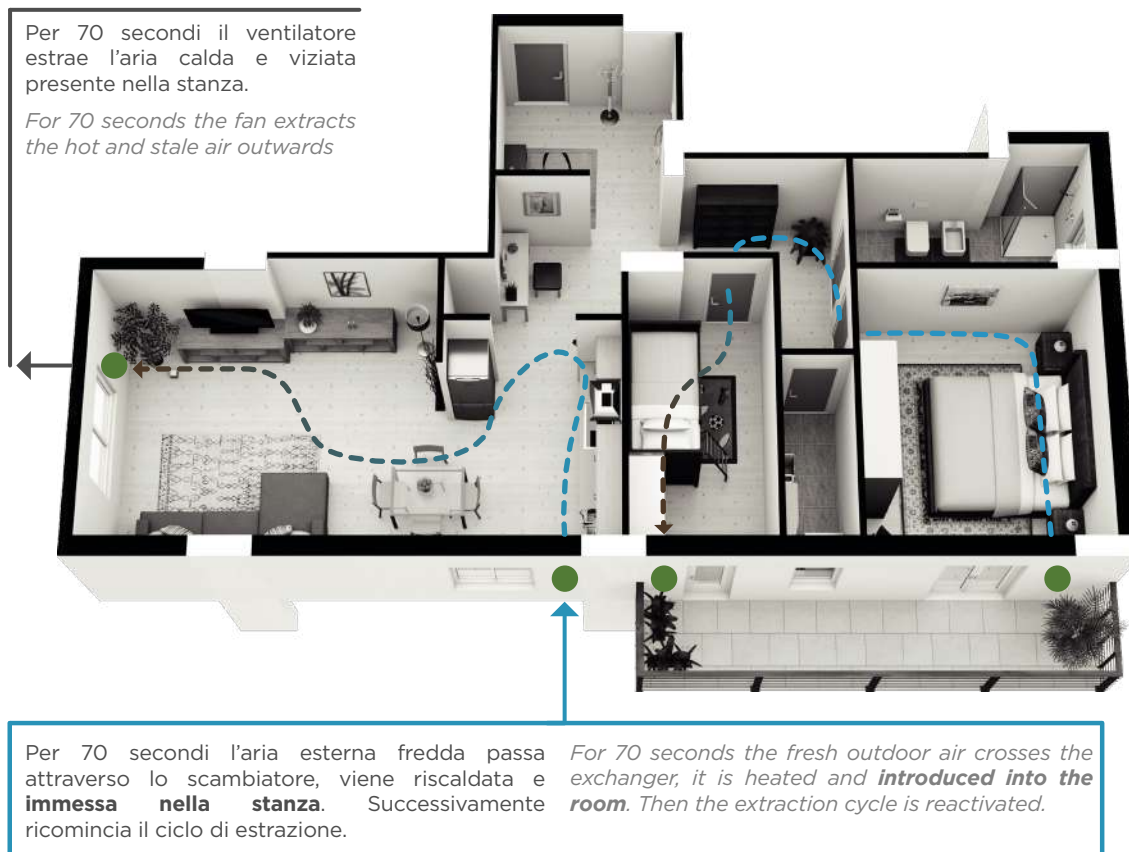 Per 70 secondi il ventilatore
estrae l’aria calda e viziata
presente nella stanza.
For 70 seconds the fan extracts
the hot and stale air outwards
Per 70 secondi l’aria esterna fredda passa
attraverso lo scambiatore, viene riscaldata e
immessa nella stanza. Successivamente
ricomincia il ciclo di estrazione.
For 70 seconds the fresh outdoor air crosses the
exchanger, it is heated and introduced into the
room. Then the extraction cycle is reactivated.